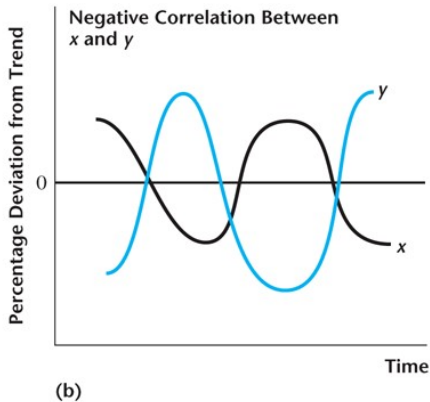 Negative Correlation Between
x and y
Percentage Deviation from Trend
y
0
x
Time
(b)